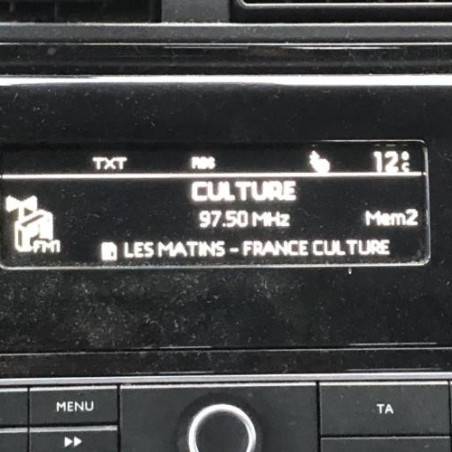 TXT RDS 12°C
CULTURE
97.50 MHz Mem2
FM1
LES MATINS - FRANCE CULTURE
MENU TA